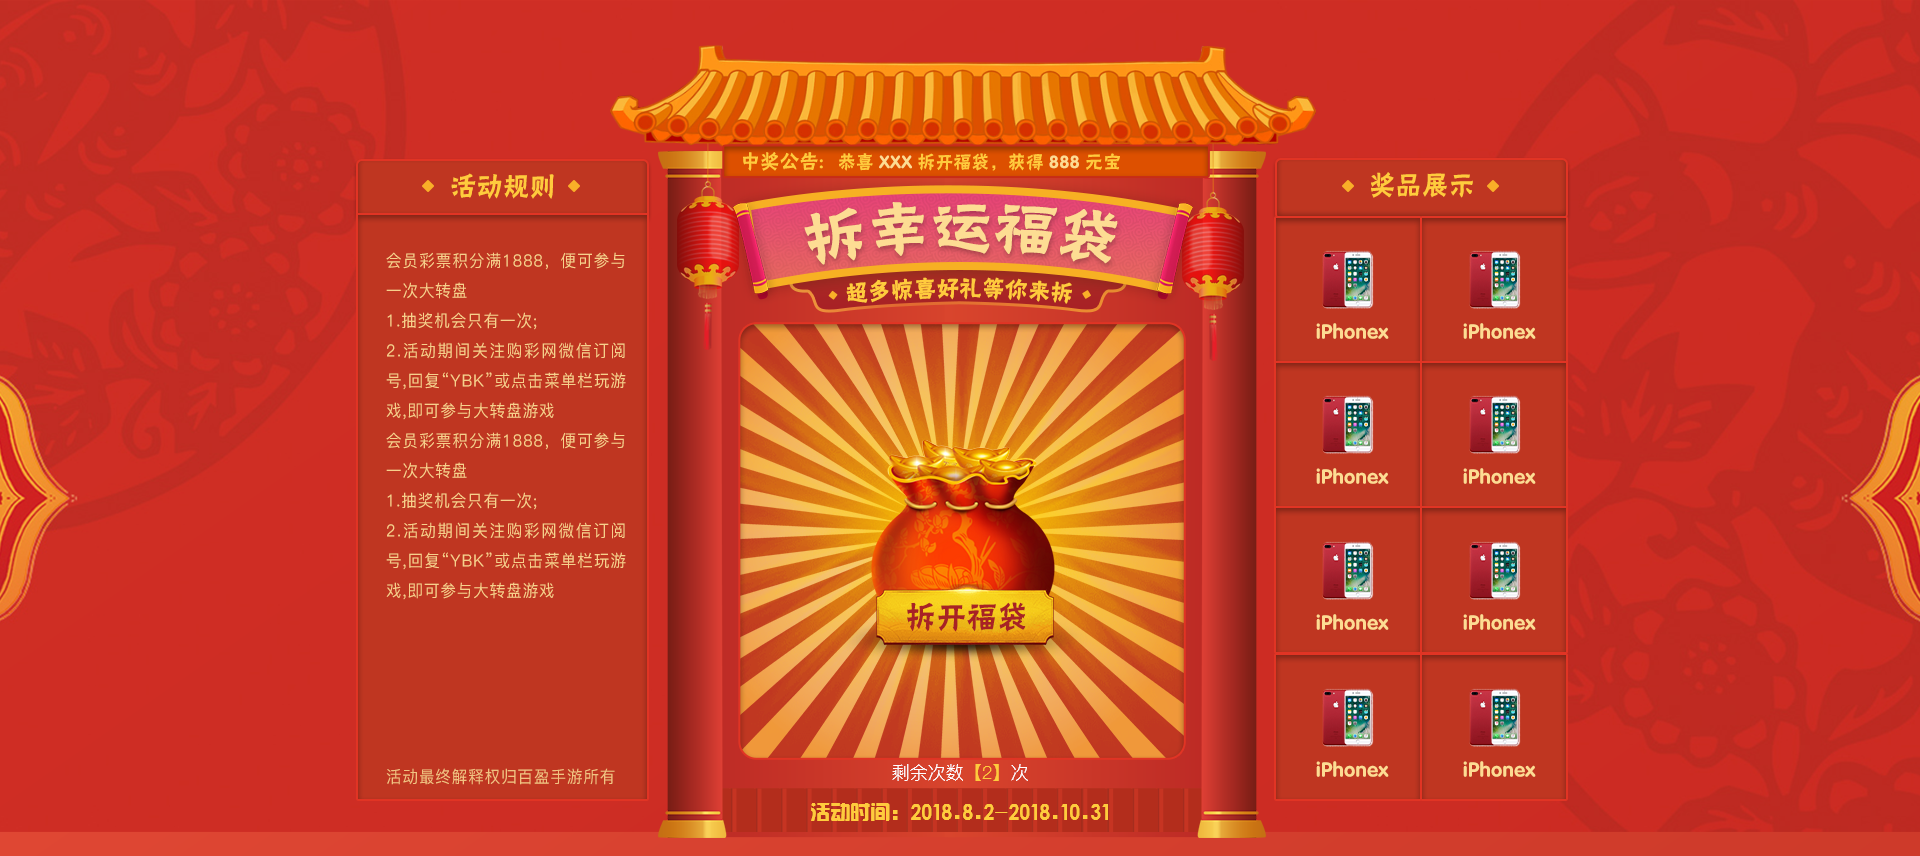 中奖公告：恭喜 XXX 拆开福袋，获得 888 元宝
拆幸运福袋
超多惊喜好礼等你来拆
活动规则
会员彩票积分满1888，便可参与
一次大转盘
1.抽奖机会只有一次;
2.活动期间关注购彩网微信订阅
号,回复“YBK”或点击菜单栏玩游
戏,即可参与大转盘游戏
会员彩票积分满1888，便可参与
一次大转盘
1.抽奖机会只有一次;
2.活动期间关注购彩网微信订阅
号,回复“YBK”或点击菜单栏玩游
戏,即可参与大转盘游戏
活动最终解释权归百盈手游所有
拆开福袋
剩余次数【2】次
活动时间：2018.8.2-2018.10.31
奖品展示
iPhonex
iPhonex
iPhonex
iPhonex
iPhonex
iPhonex
iPhonex
iPhonex